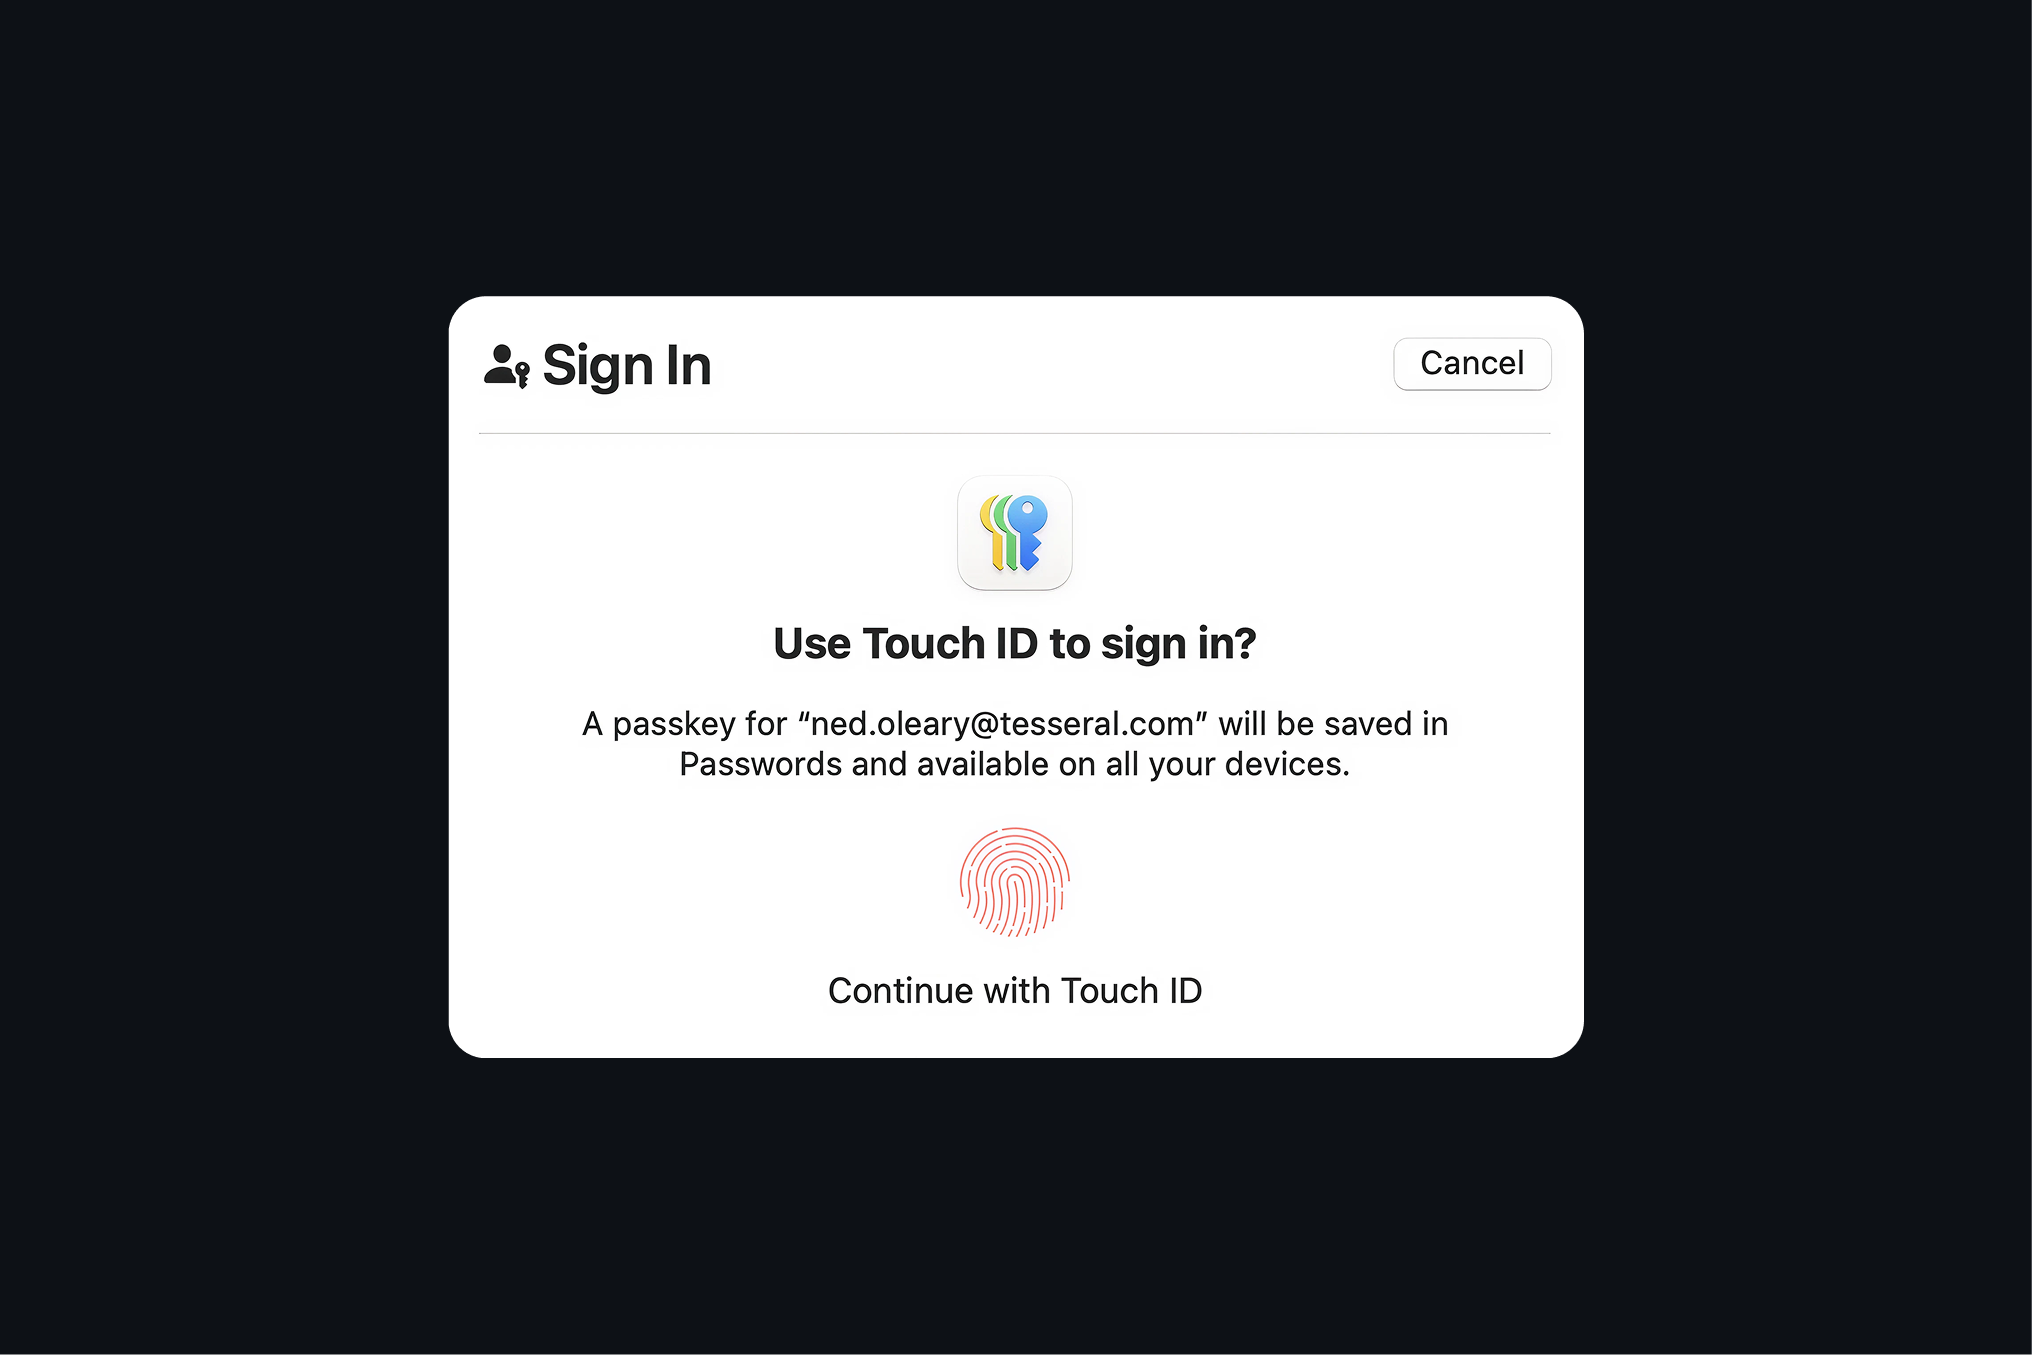 Sign In
Cancel
Use Touch ID to sign in?
A passkey for “ned.oleary@tesseral.com” will be saved in
Passwords and available on all your devices.
Continue with Touch ID